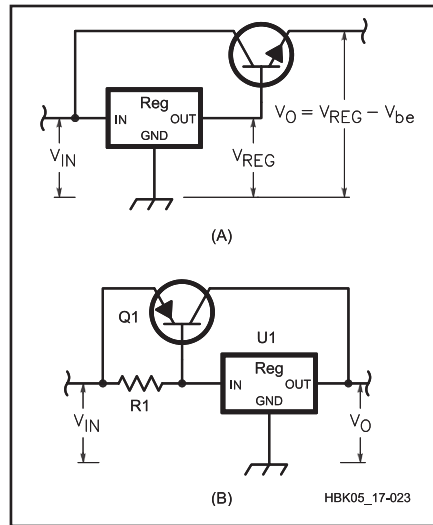 Reg
IN
OUT
GND
V_IN
V_REG
V_O = V_REG – V_be
(A)
Q1
U1
Reg
IN
OUT
GND
R1
V_IN
V_O
(B)
HBK05_17-023